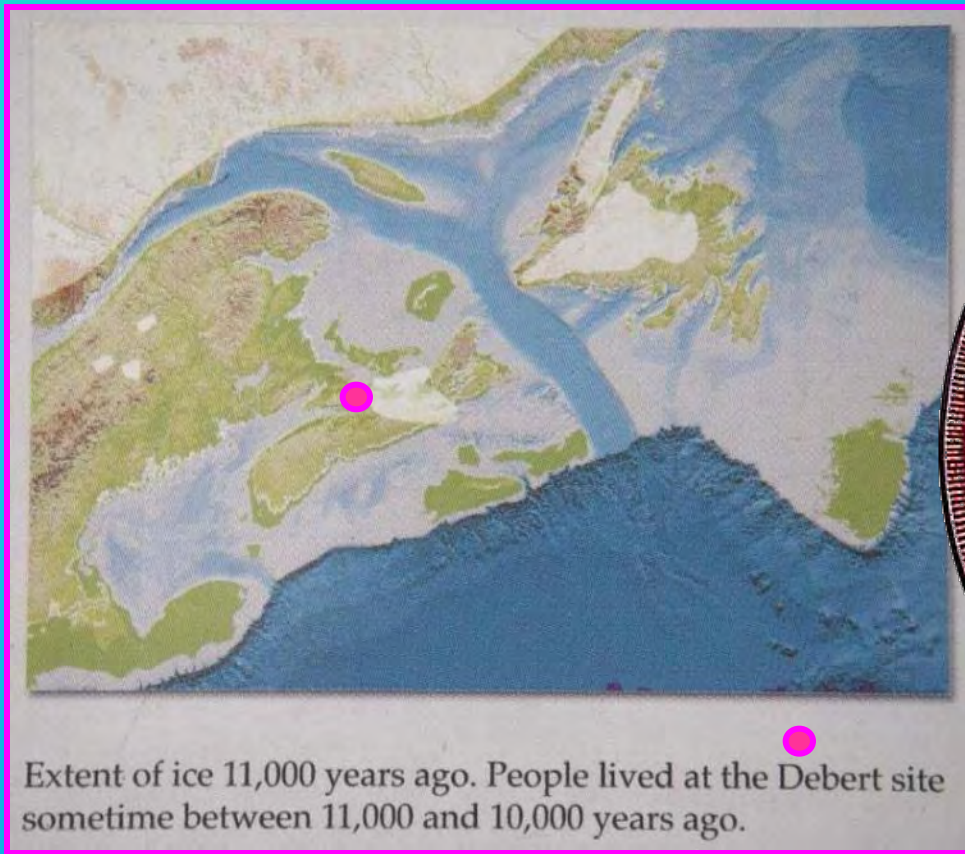 Extent of ice 11,000 years ago. People lived at the Debert site
sometime between 11,000 and 10,000 years ago.